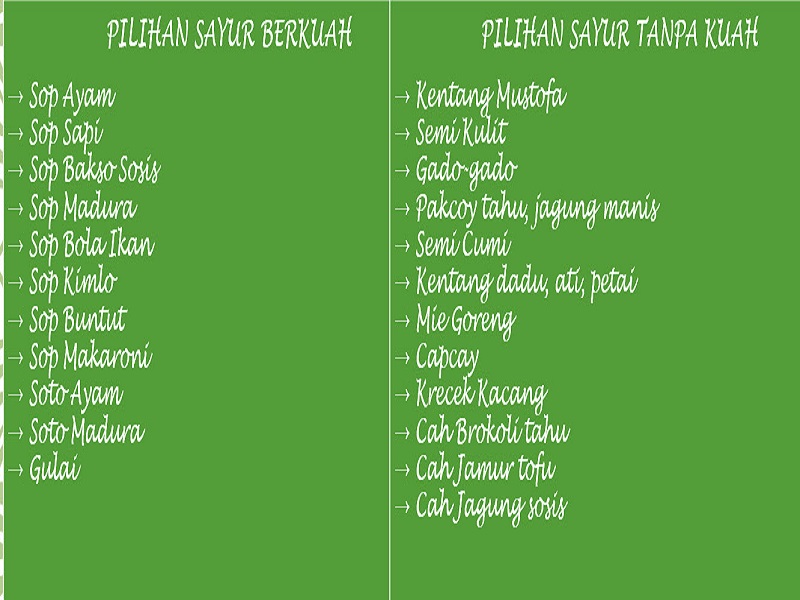 PILIHAN SAYUR BERKUAH
→ Sop Ayam
→ Sop Sapi
→ Sop Bakso Sosis
→ Sop Madura
→ Sop Bola Ikan
→ Sop Kimlo
→ Sop Buntut
→ Sop Makaroni
→ Soto Ayam
→ Soto Madura
→ Gulai
PILIHAN SAYUR TANPA KUAH
→ Kentang Mustofa
→ Semi Kulit
→ Gado-gado
→ Pakcoy tahu, jagung manis
→ Semi Cumi
→ Kentang dadu, ati, petai
→ Mie Goreng
→ Capcay
→ Krecek Kacang
→ Cah Brokoli tahu
→ Cah Jamur tofu
→ Cah Jagung sosis